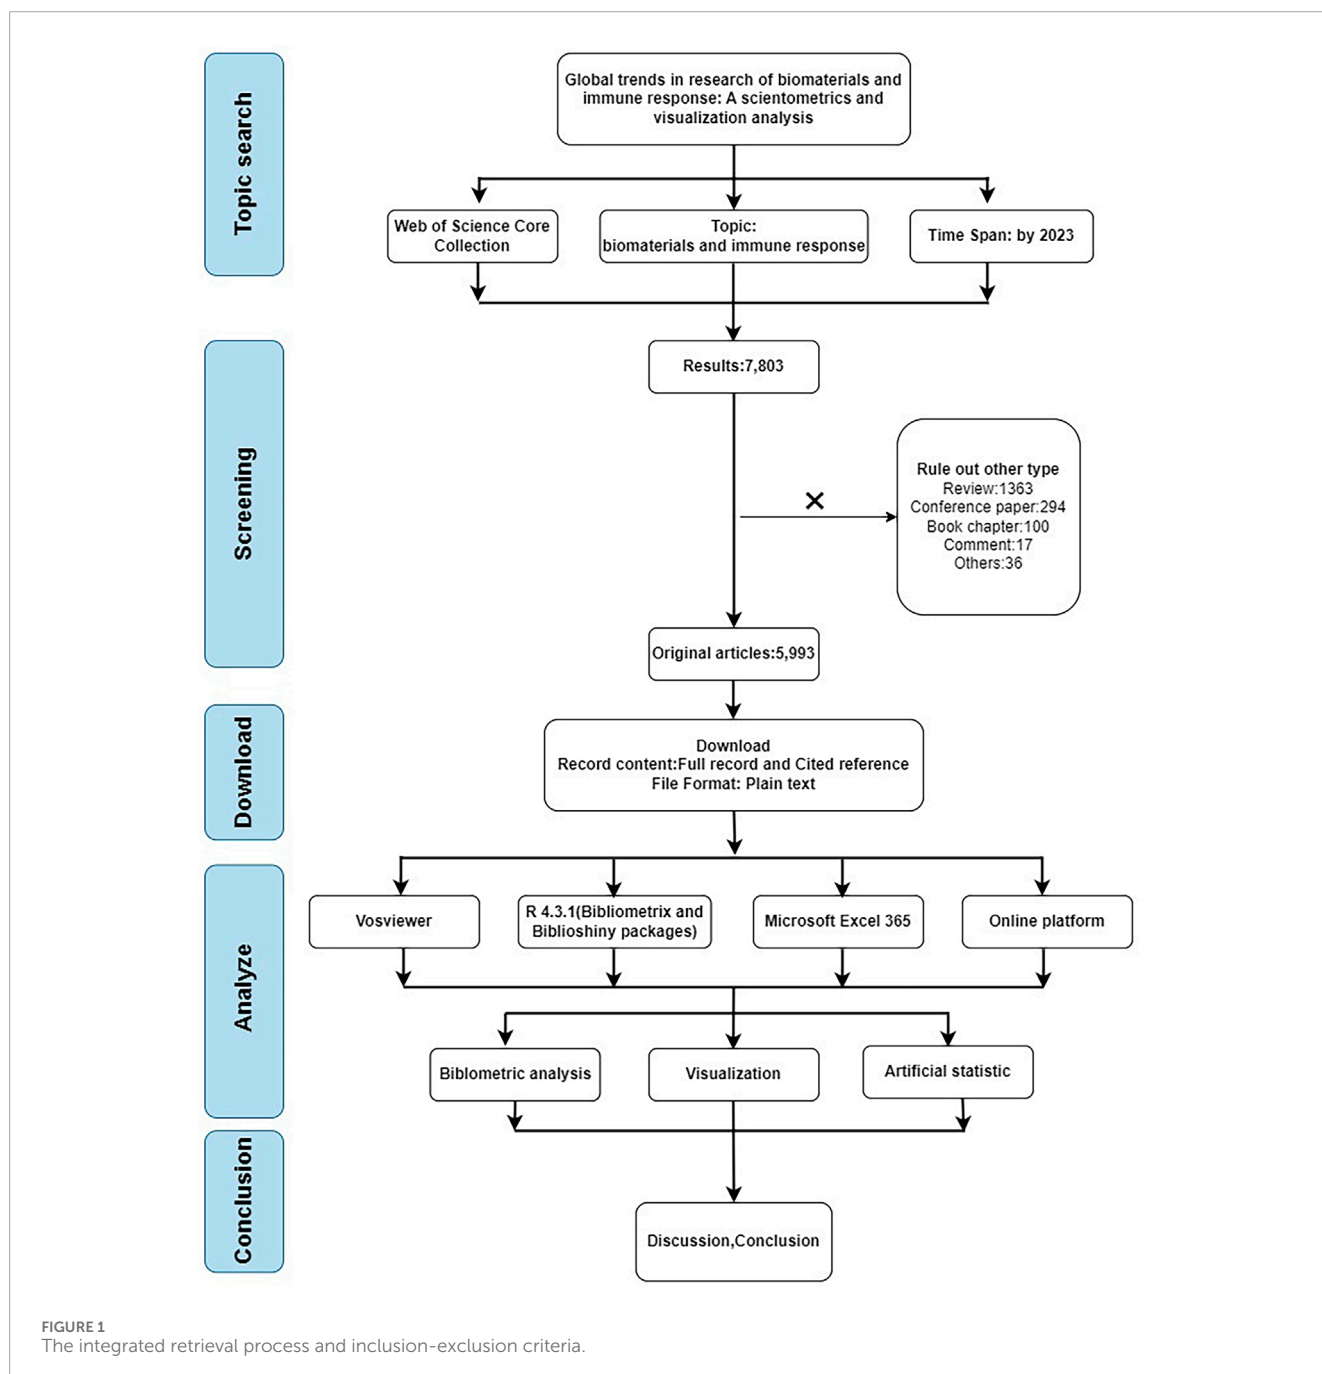 Topic search
Global trends in research of biomaterials and
immune response: A scientometrics and
visualization analysis
Web of Science Core
Collection
Topic:
biomaterials and immune response
Time Span: by 2023
Screening
Results:7,803
Rule out other type
Review:1363
Conference paper:294
Book chapter:100
Comment:17
Others:36
Original articles:5,993
Download
Download
Record content:Full record and Cited reference
File Format: Plain text
Analyze
Vosviewer
R 4.3.1(Bibliometrix and
Biblioshiny packages)
Microsoft Excel 365
Online platform
Biblometric analysis
Visualization
Artificial statistic
Conclusion
Discussion,Conclusion
FIGURE 1
The integrated retrieval process and inclusion-exclusion criteria.